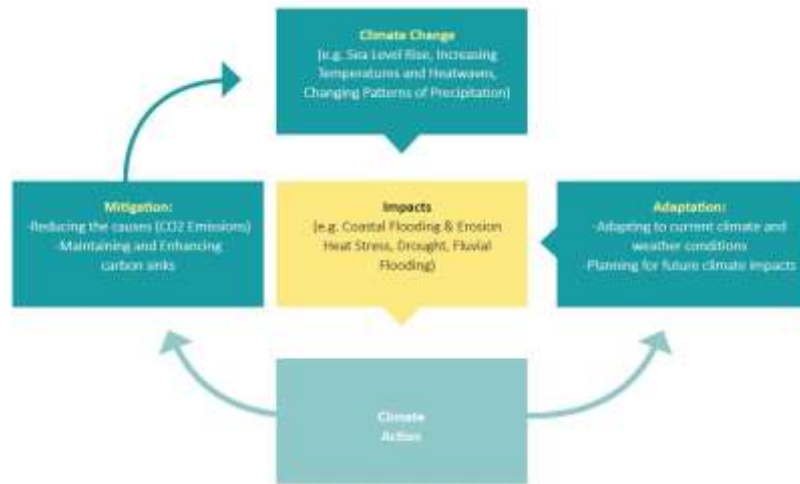 Climate Change
(e.g. Sea Level Rise, Increasing
Temperatures and Heatwaves,
Changing Patterns of Precipitation)
Mitigation:
-Reducing the causes (CO2 Emissions)
-Maintaining and Enhancing
carbon sinks
Impacts
(e.g. Coastal Flooding & Erosion
Heat Stress, Drought, Fluvial
Flooding)
Adaptation:
-Adapting to current climate and
weather conditions
-Planning for future climate impacts
Climate
Action